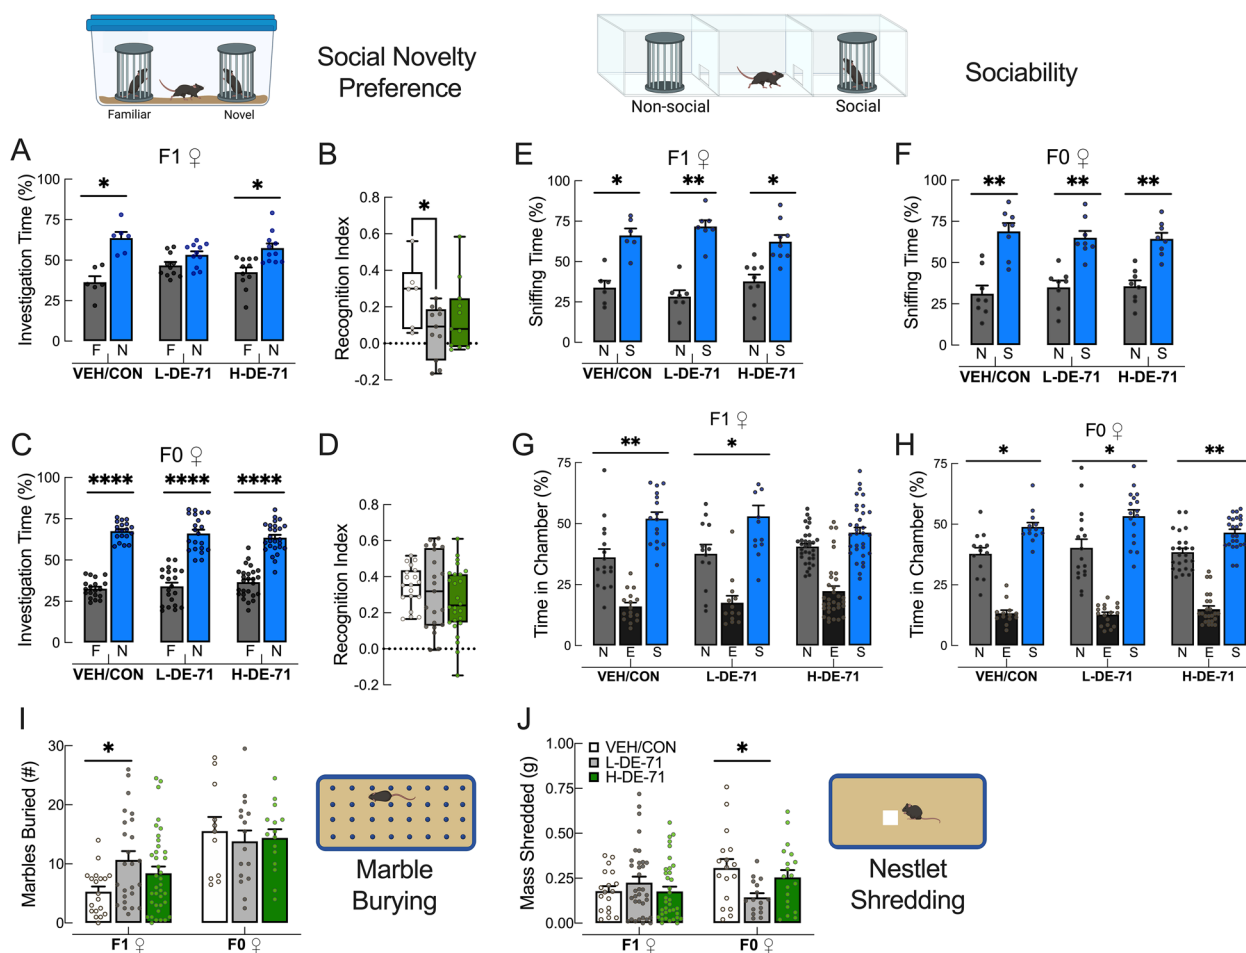 Social Novelty
Preference
Familiar
Novel
Non-social
Social
Sociability
A
F1 ♀
Investigation Time (%)
100
75
50
25
0
*
*
F N F N F N
VEH/CON L-DE-71 H-DE-71
B
Recognition Index
0.8
0.6
0.4
0.2
0.0
-0.2
*
E
F1 ♀
Sniffing Time (%)
100
75
50
25
0
*
**
*
N S N S N S
VEH/CON L-DE-71 H-DE-71
F
F0 ♀
Sniffing Time (%)
100
75
50
25
0
**
**
**
N S N S N S
VEH/CON L-DE-71 H-DE-71
C
F0 ♀
Investigation Time (%)
100
75
50
25
0
****
****
****
F N F N F N
VEH/CON L-DE-71 H-DE-71
D
Recognition Index
0.8
0.6
0.4
0.2
0.0
-0.2
G
F1 ♀
Time in Chamber (%)
75
50
25
0
**
*
N E S N E S N E S
VEH/CON L-DE-71 H-DE-71
H
F0 ♀
Time in Chamber (%)
75
50
25
0
*
*
**
N E S N E S N E S
VEH/CON L-DE-71 H-DE-71
I
Marbles Buried (#)
30
20
10
0
*
F1 ♀ F0 ♀
Marble
Burying
J
Mass Shredded (g)
1.00
0.75
0.50
0.25
0.00
VEH/CON
L-DE-71
H-DE-71
*
F1 ♀ F0 ♀
Nestlet
Shredding